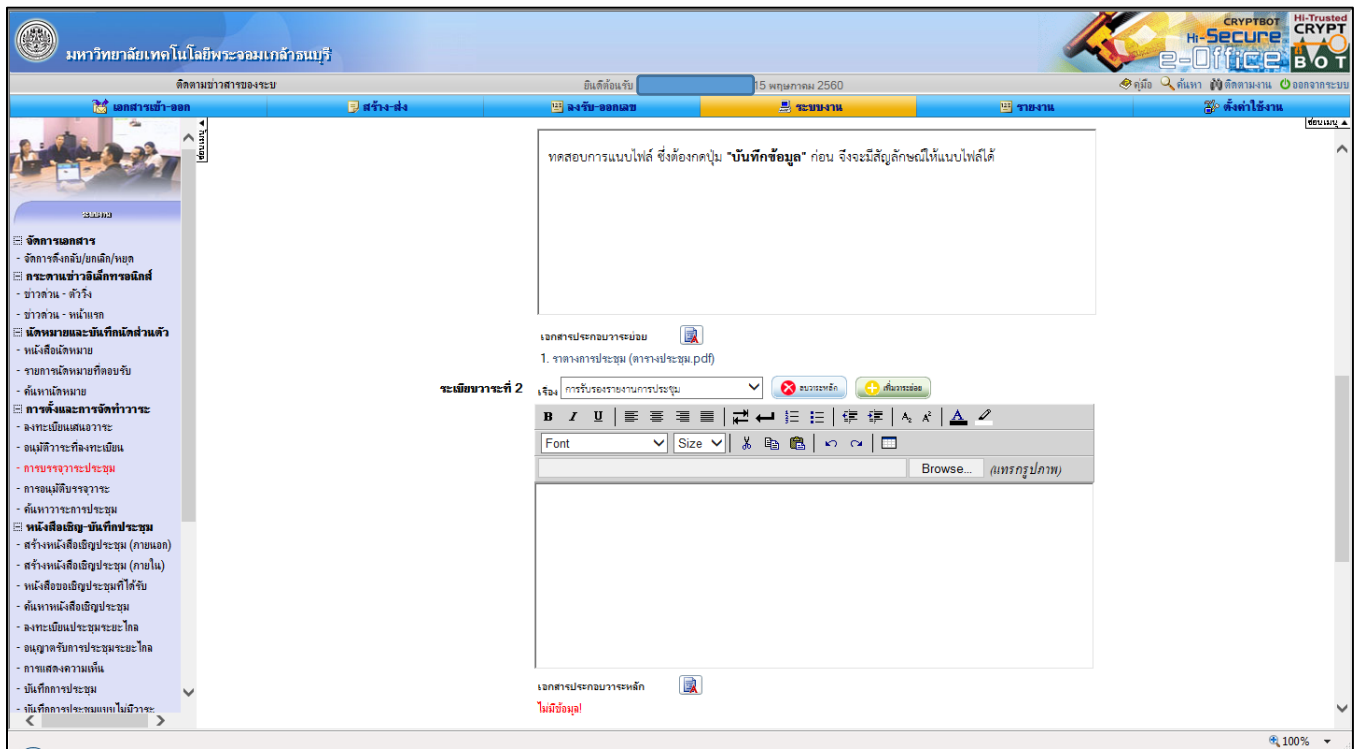 มหาวิทยาลัยเทคโนโลยีพระจอมเกล้าธนบุรี
CRYPTBOT
Hi-Secure
e-Office
Hi-Trusted
CRYPT
BOT
ติดตามข่าวสารของระบบ
ยินดีต้อนรับ
15 พฤษภาคม 2560
คู่มือ ค้นหา ติดตามงาน ออกจากระบบ
เอกสารเข้า-ออก
สร้าง-ส่ง
ลงรับ-ออกเลข
ระบบงาน
รายงาน
ตั้งค่าใช้งาน
ซ่อนเมนู
ซ่อนเมนู
ระบบงาน
จัดการเอกสาร
- จัดการดึงกลับ/ยกเลิก/หยุด
กระดานข่าวอิเล็กทรอนิกส์
- ข่าวด่วน - ตัววิ่ง
- ข่าวด่วน - หน้าแรก
นัดหมายและบันทึกนัดส่วนตัว
- หนังสือนัดหมาย
- รายการนัดหมายที่ตอบรับ
- ค้นหานัดหมาย
การตั้งและการจัดทำวาระ
- ลงทะเบียนเสนอวาระ
- อนุมัติวาระที่ลงทะเบียน
- การบรรจุวาระประชุม
- การอนุมัติบรรจุวาระ
- ค้นหาวาระการประชุม
หนังสือเชิญ-บันทึกประชุม
- สร้างหนังสือเชิญประชุม (ภายนอก)
- สร้างหนังสือเชิญประชุม (ภายใน)
- หนังสือขอเชิญประชุมที่ได้รับ
- ค้นหาหนังสือเชิญประชุม
- ลงทะเบียนประชุมระยะไกล
- อนุญาตรับการประชุมระยะไกล
- การแสดงความเห็น
- บันทึกการประชุม
- บันทึกการประชุมแบบไม่มีวาระ
ทดสอบการแนบไฟล์ ซึ่งต้องกดปุ่ม "บันทึกข้อมูล" ก่อน จึงจะมีสัญลักษณ์ให้แนบไฟล์ได้
เอกสารประกอบวาระย่อย
1. ราตางการประชุม (ตารางประชุม.pdf)
ระเบียบวาระที่ 2
เรื่อง การรับรองรายงานการประชุม
ลบวาระหลัก
เพิ่มวาระย่อย
B I U
Font Size
Browse... (แทรกรูปภาพ)
เอกสารประกอบวาระหลัก
ไม่มีข้อมูล!
100%